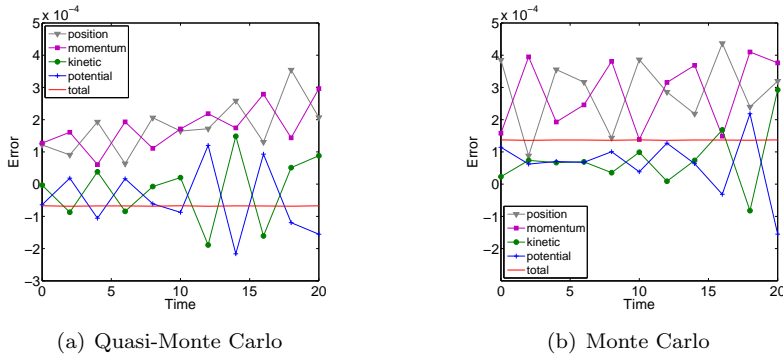 5 x 10⁻⁴
4
3
2
1
0
−1
−2
−3
Error
0 5 10 15 20
Time
position
momentum
kinetic
potential
total
(a) Quasi-Monte Carlo
5 x 10⁻⁴
4
3
2
1
0
−1
−2
−3
Error
0 5 10 15 20
Time
position
momentum
kinetic
potential
total
(b) Monte Carlo